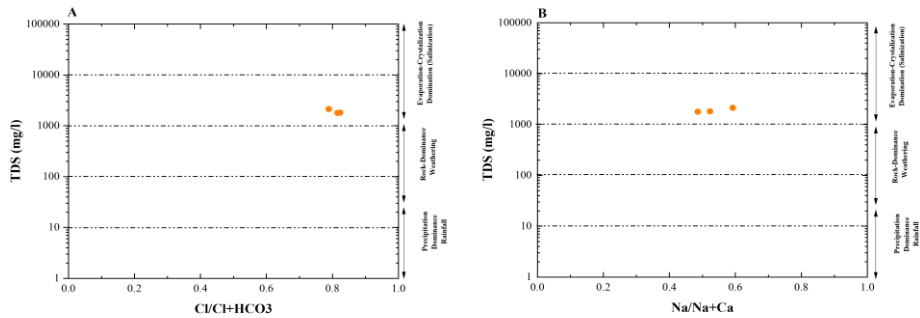 A
100000
10000
1000
100
10
1
TDS (mg/l)
0.0 0.2 0.4 0.6 0.8 1.0
Cl/Cl+HCO3
Evaporation-Crystalization
Domination (Salinization)
Rock-Dominance
Weathering
Precipitation
Dominance
Rainfall
B
100000
10000
1000
100
10
1
TDS (mg/l)
0.0 0.2 0.4 0.6 0.8 1.0
Na/Na+Ca
Evaporation-Crystalization
Domination (Salinization)
Rock-Dominance
Weathering
Precipitation
Dominance
Rainfall